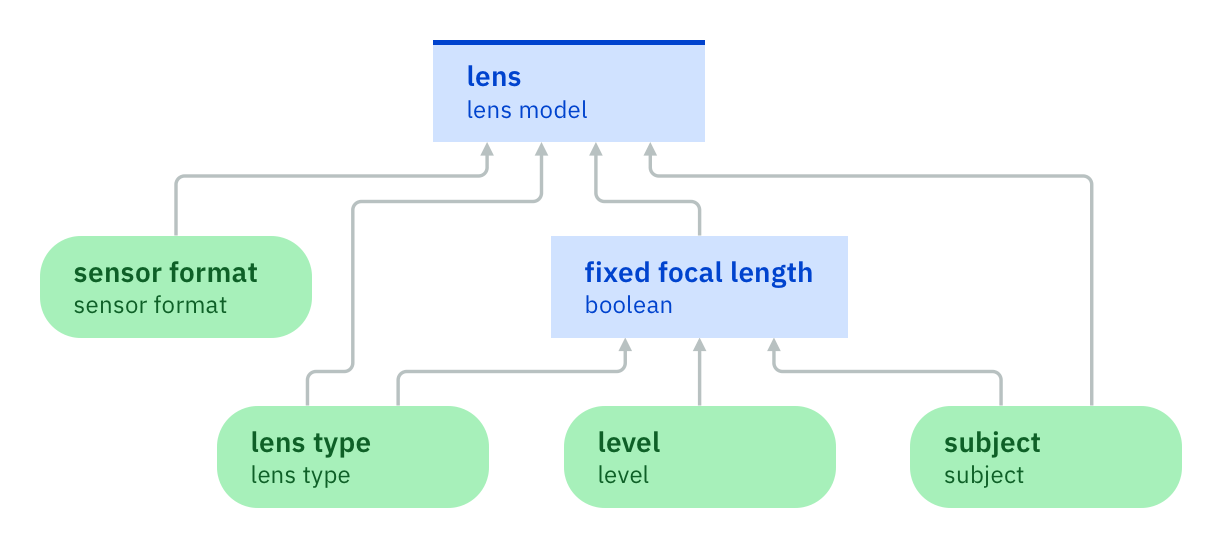 lens
lens model
sensor format
sensor format
fixed focal length
boolean
lens type
lens type
level
level
subject
subject